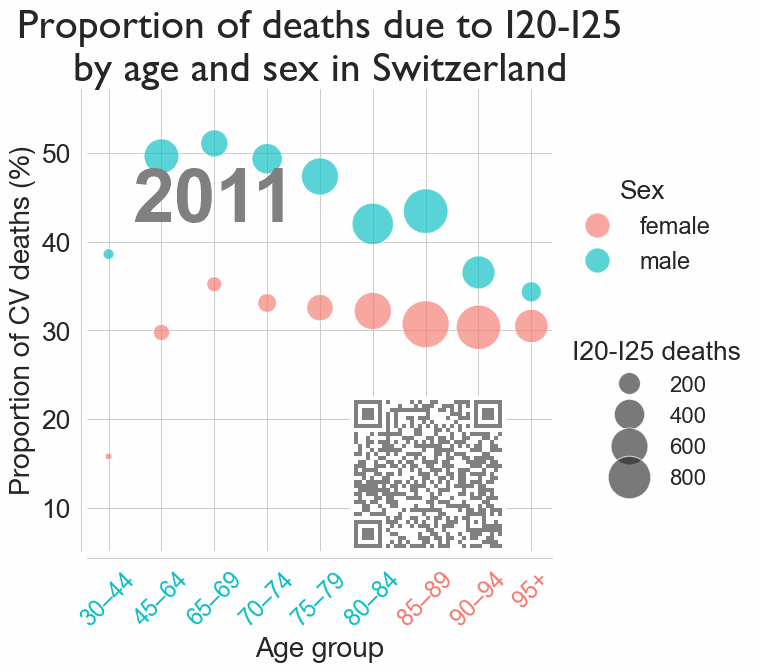 Proportion of deaths due to I20-I25
by age and sex in Switzerland
Proportion of CV deaths (%)
50
40
30
20
10
2011
30–44
45–64
65–69
70–74
75–79
80–84
85–89
90–94
95+
Age group
Sex
female
male
I20-I25 deaths
200
400
600
800